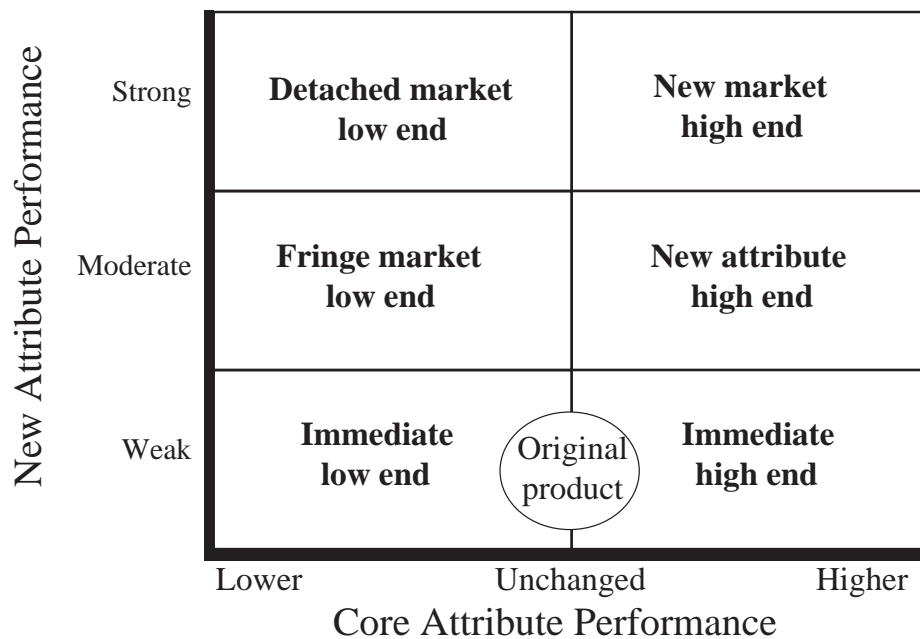 New Attribute Performance
Strong
Detached market
low end
New market
high end
Moderate
Fringe market
low end
New attribute
high end
Weak
Immediate
low end
Original
product
Immediate
high end
Lower
Unchanged
Higher
Core Attribute Performance